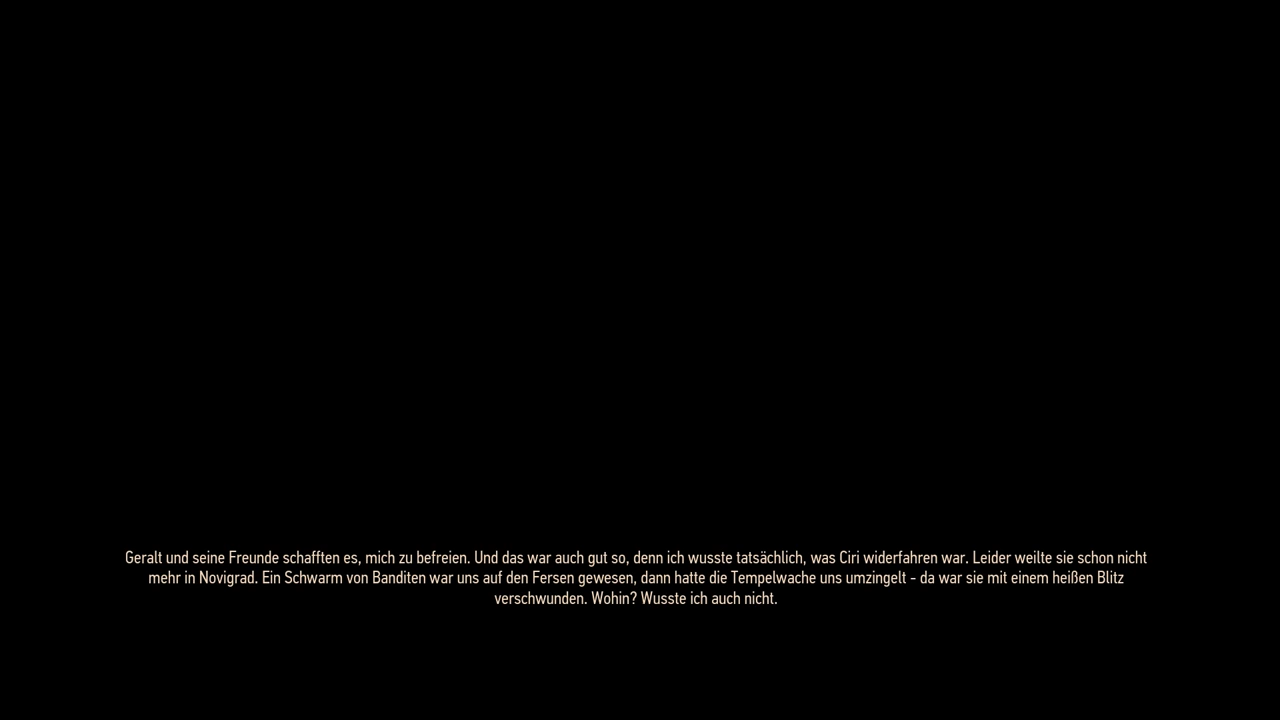 Geralt und seine Freunde schafften es, mich zu befreien. Und das war auch gut so, denn ich wusste tatsächlich, was Ciri widerfahren war. Leider weilte sie schon nicht
mehr in Novigrad. Ein Schwarm von Banditen war uns auf den Fersen gewesen, dann hatte die Tempelwache uns umzingelt - da war sie mit einem heißen Blitz
verschwunden. Wohin? Wusste ich auch nicht.